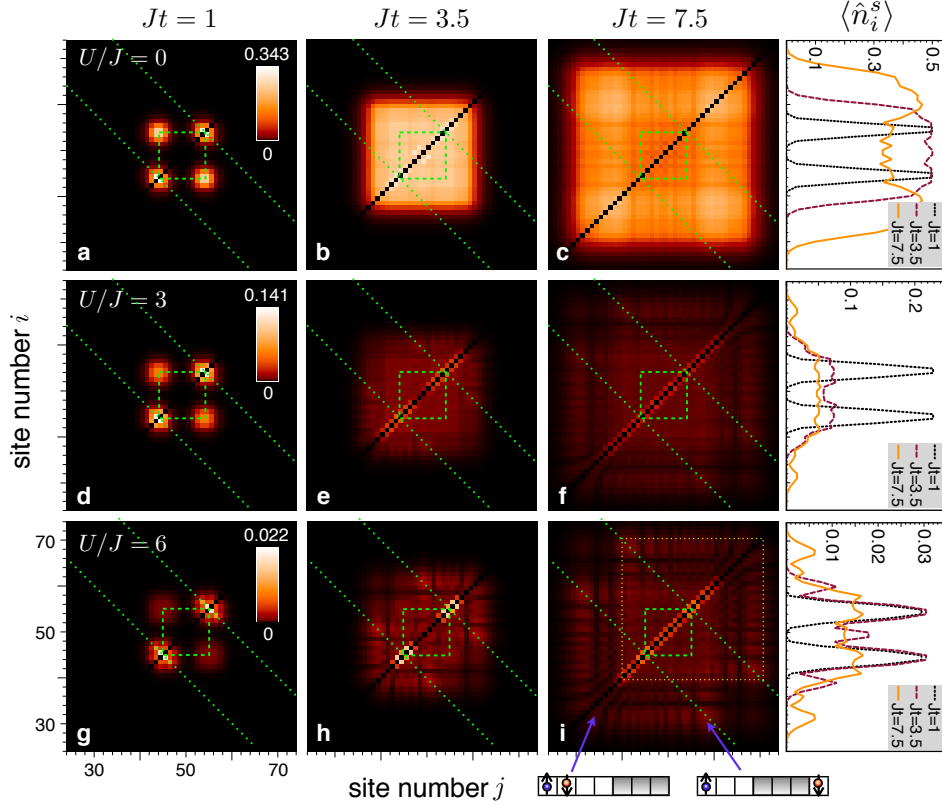 Jt = 1
Jt = 3.5
Jt = 7.5
⟨n̂ᵢˢ⟩
U/J = 0
0.343
0
a
b
c
0.1
0.3
0.5
Jt=1
Jt=3.5
Jt=7.5
U/J = 3
0.141
0
d
e
f
0.1
0.2
Jt=1
Jt=3.5
Jt=7.5
site number i
U/J = 6
0.022
0
70
60
50
40
30
g
h
i
0.01
0.02
0.03
Jt=1
Jt=3.5
Jt=7.5
30
50
70
site number j